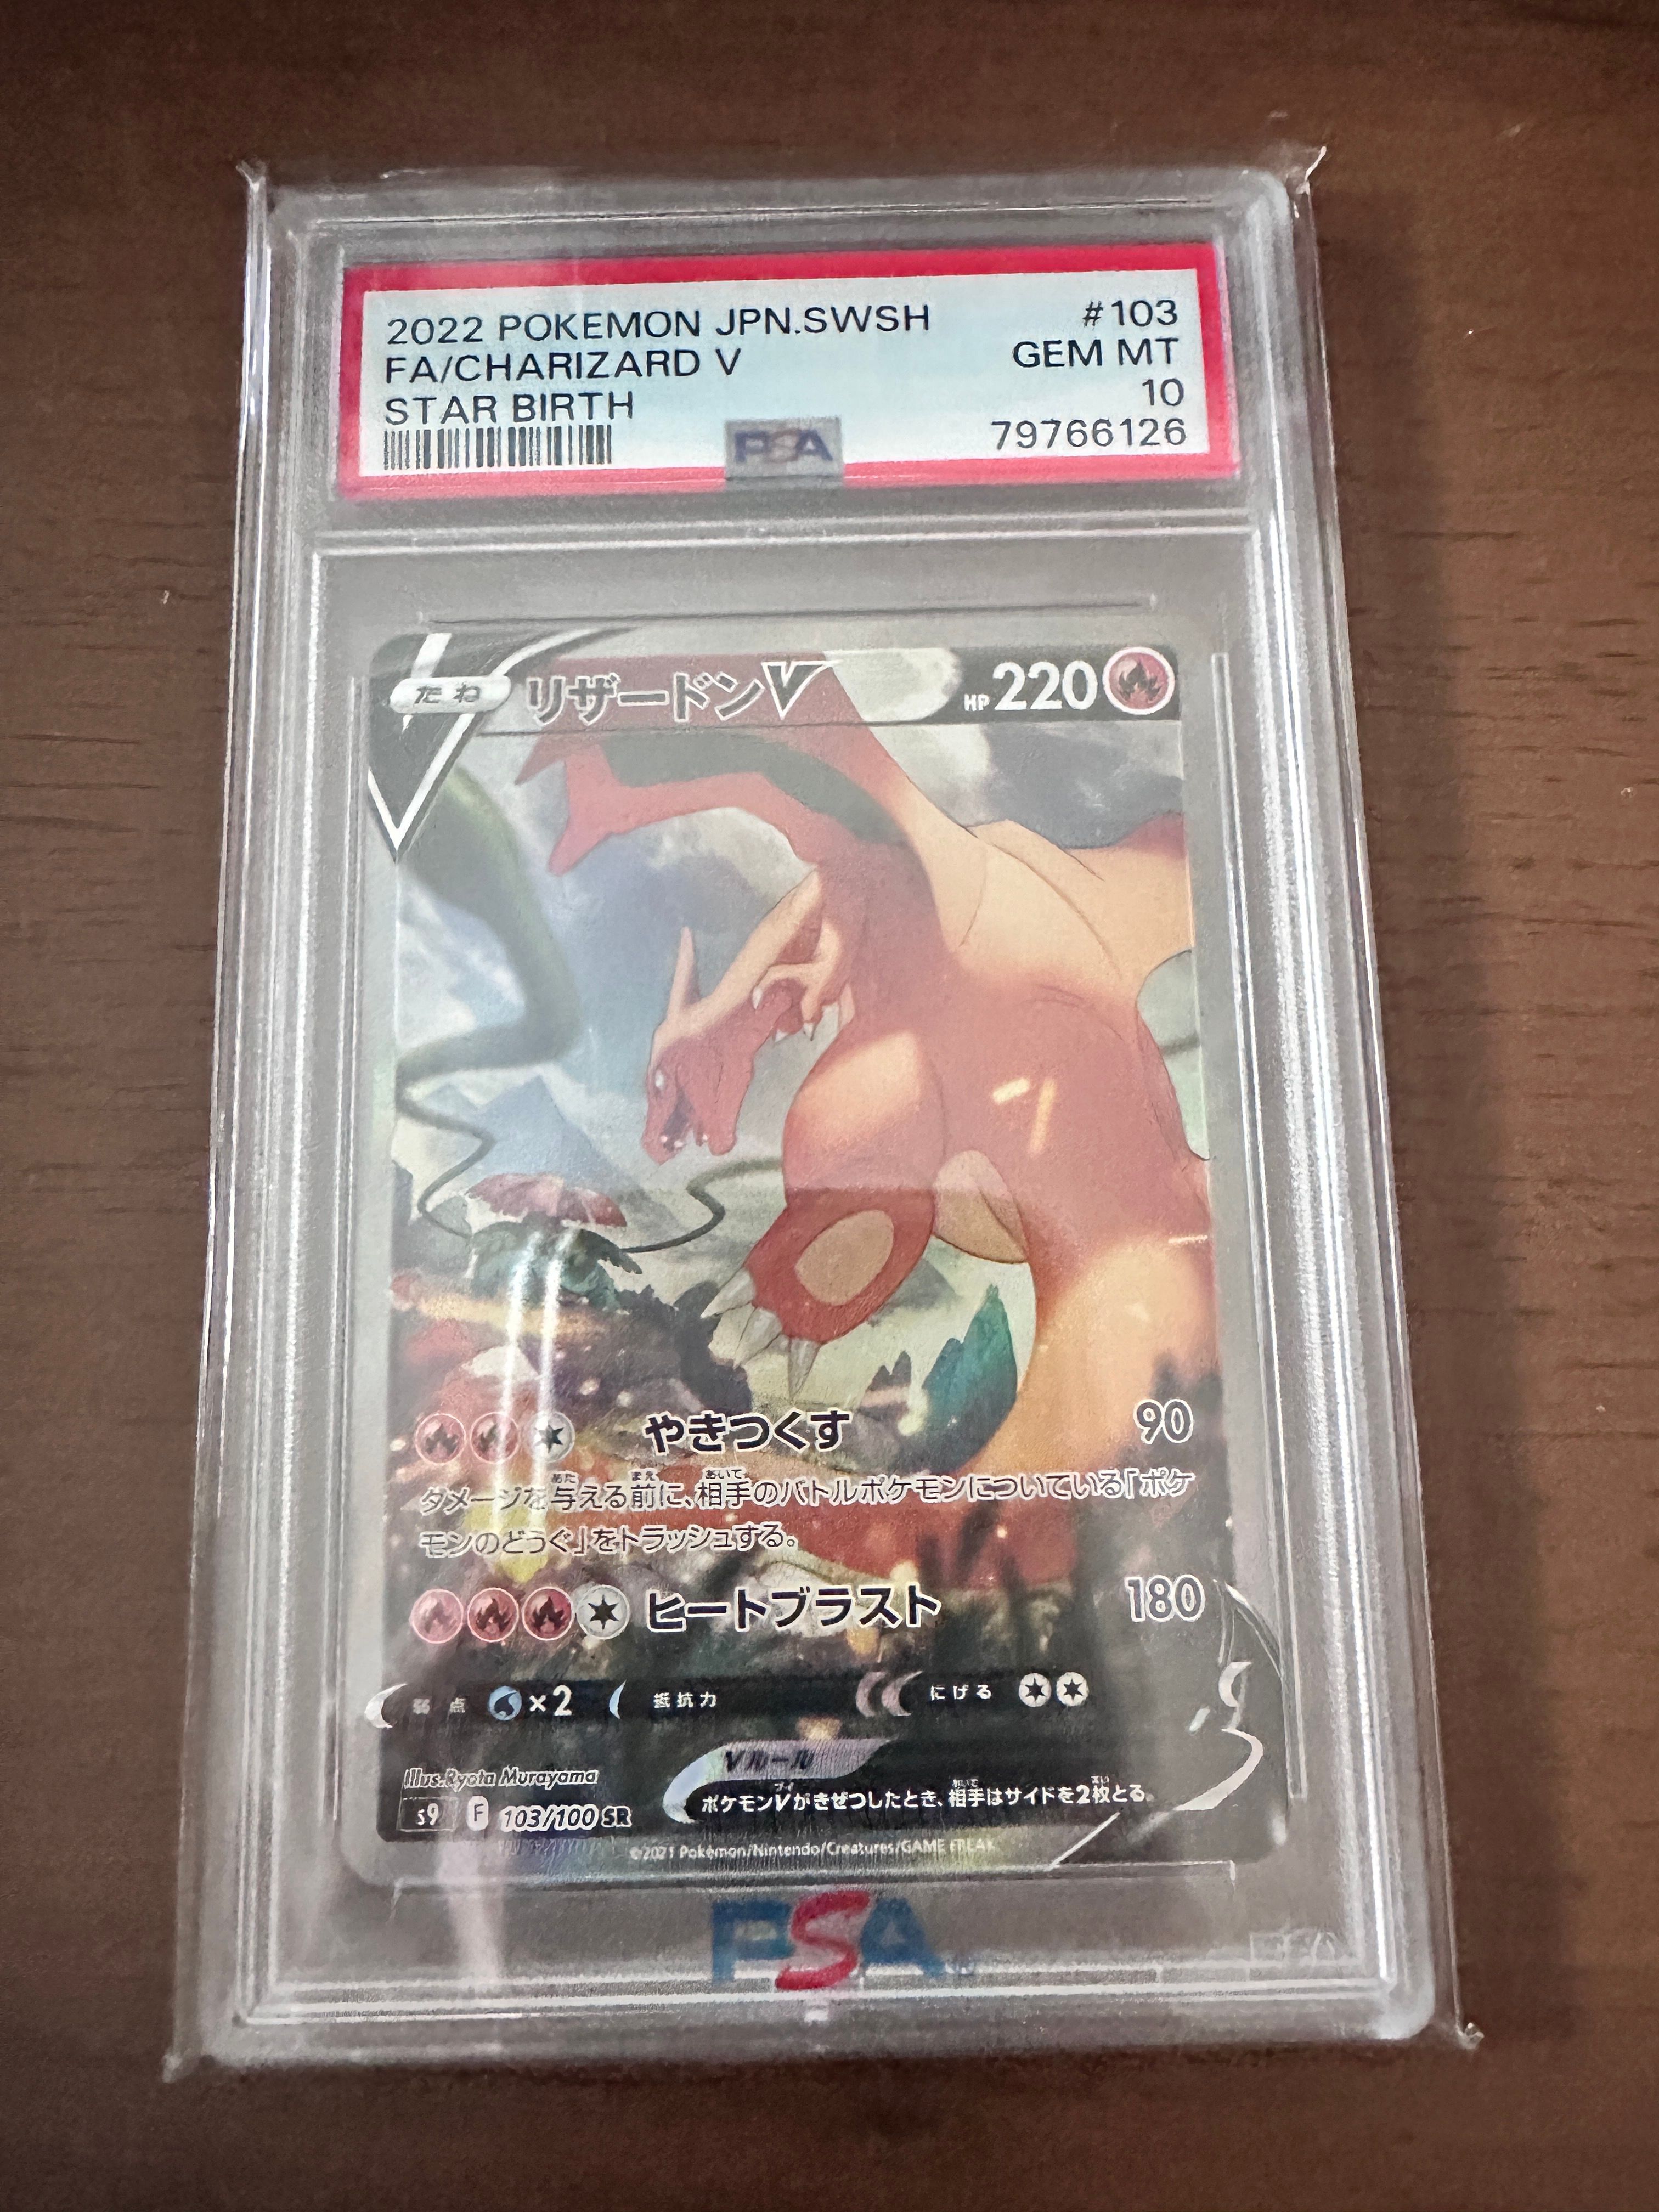 2022 POKEMON JPN.SWSH #103
FA/CHARIZARD V GEM MT
STAR BIRTH 10
PSA 79766126
たね リザードンV HP 220
やきつくす 90
ダメージを与える前に、相手のバトルポケモンについている「ポケ
モンのどうぐ」をトラッシュする。
ヒートブラスト 180
弱点 ×2 抵抗力 にげる
Vルール
ポケモンVがきぜつしたとき、相手はサイドを2枚とる。
Illus.Ryota Murayama
s9 F 103/100 SR
©2021 Pokémon/Nintendo/Creatures/GAME FREAK
PSA